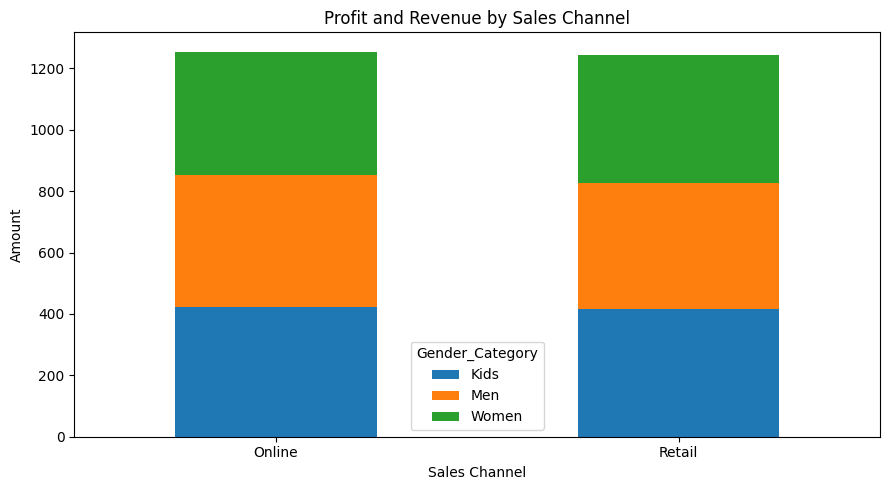 Profit and Revenue by Sales Channel
Amount
1200
1000
800
600
400
200
0
Gender_Category
Kids
Men
Women
Online
Retail
Sales Channel